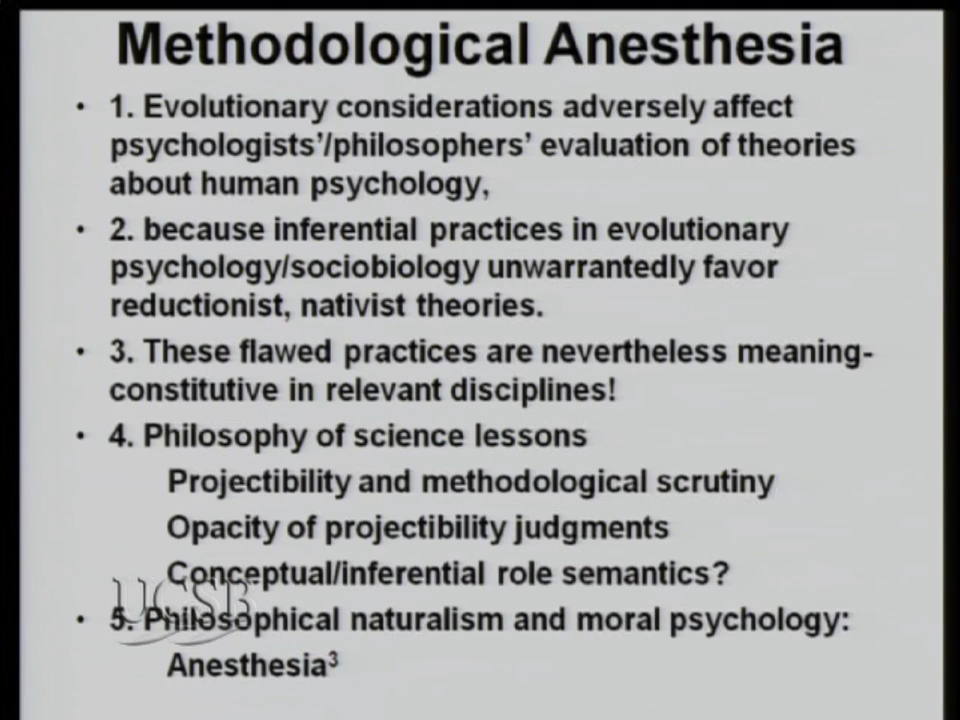 Methodological Anesthesia
• 1. Evolutionary considerations adversely affect
psychologists'/philosophers' evaluation of theories
about human psychology,
• 2. because inferential practices in evolutionary
psychology/sociobiology unwarrantedly favor
reductionist, nativist theories.
• 3. These flawed practices are nevertheless meaning-
constitutive in relevant disciplines!
• 4. Philosophy of science lessons
Projectibility and methodological scrutiny
Opacity of projectibility judgments
Conceptual/inferential role semantics?
UCSB
• 5. Philosophical naturalism and moral psychology:
Anesthesia³